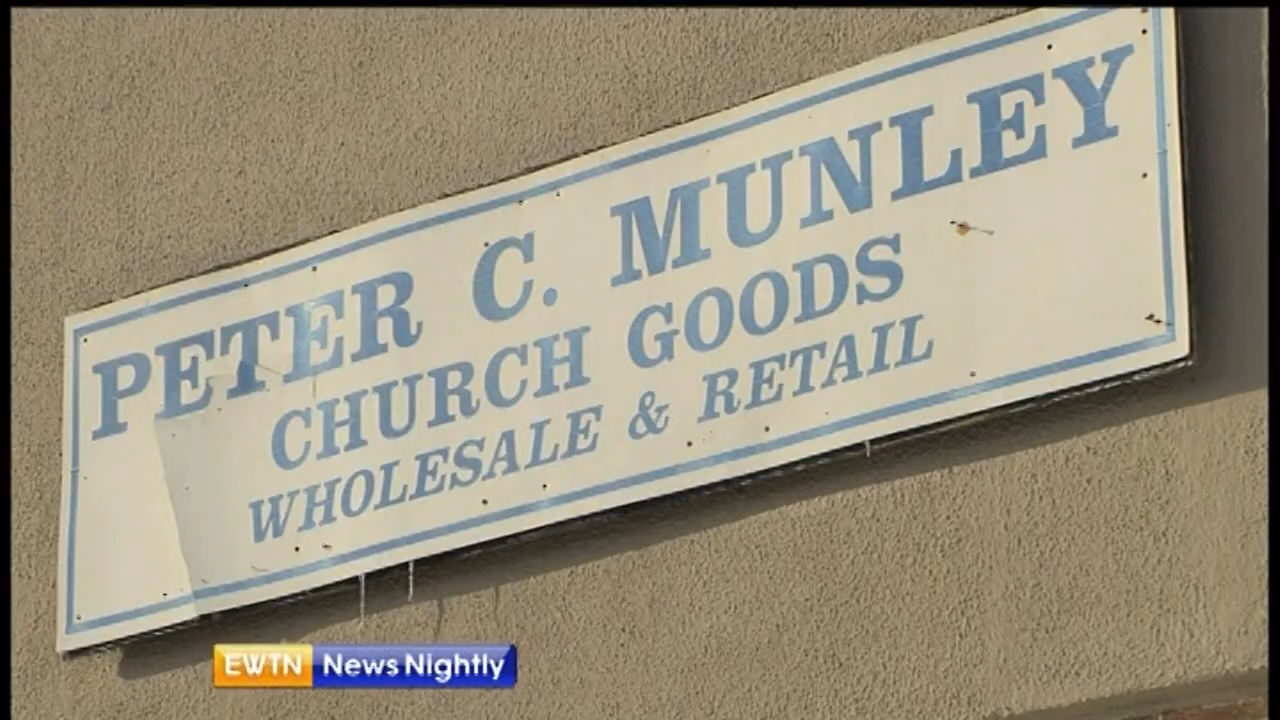 PETER C. MUNLEY
CHURCH GOODS
WHOLESALE & RETAIL
EWTN News Nightly